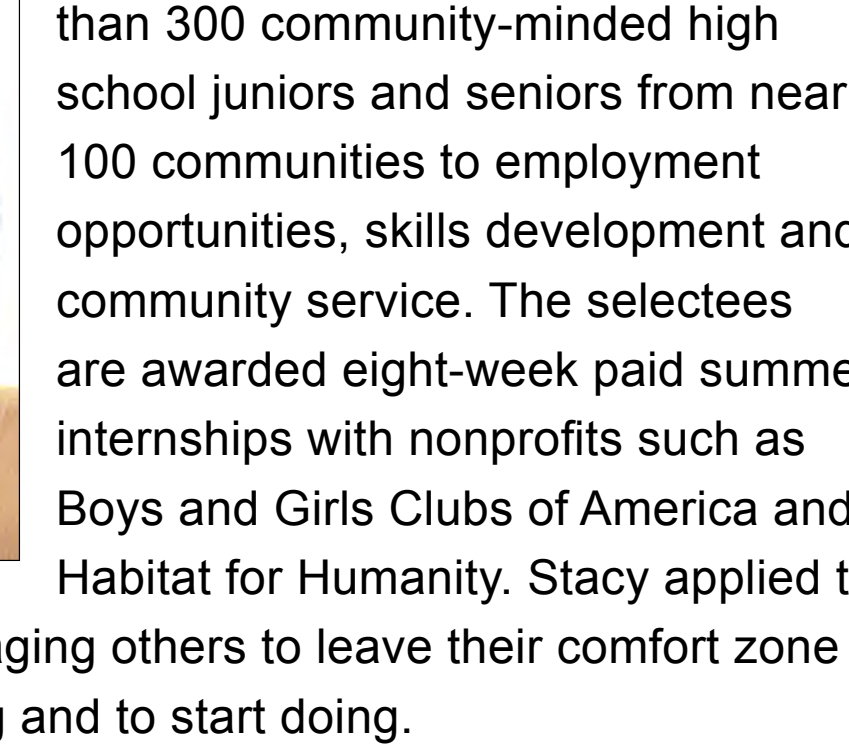 than 300 community-minded high
school juniors and seniors from near
100 communities to employment
opportunities, skills development and
community service. The selectees
are awarded eight-week paid summe
internships with nonprofits such as
Boys and Girls Clubs of America and
Habitat for Humanity. Stacy applied t
aging others to leave their comfort zone
g and to start doing.